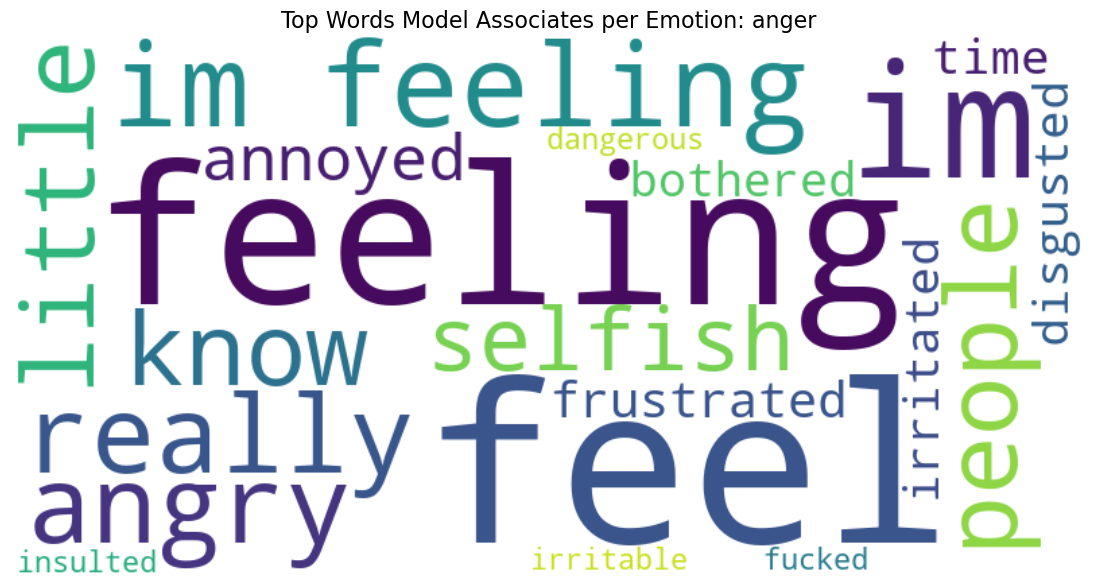 Top Words Model Associates per Emotion: anger
little
im feeling
im
time
disgusted
dangerous
annoyed
bothered
feeling
people
irritated
know
selfish
frustrated
really
feel
angry
insulted
irritable
fucked